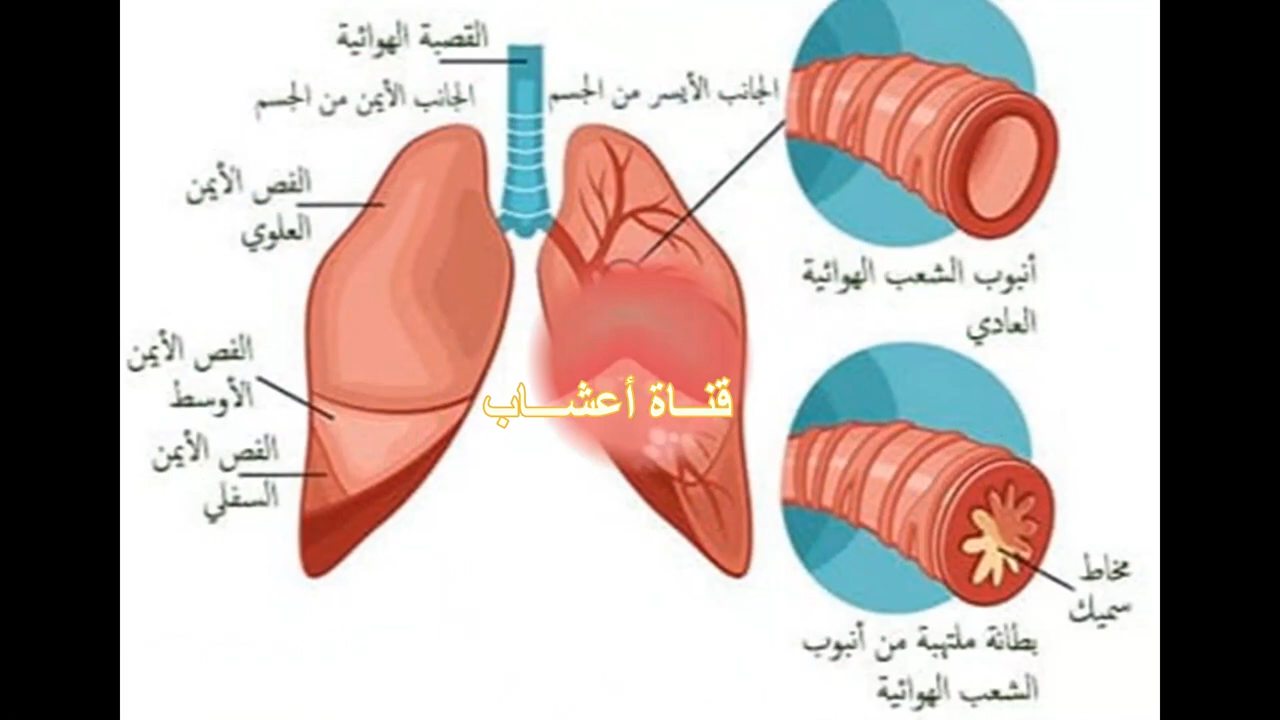 القصبة الهوائية
الجانب الأيمن من الجسم
الجانب الأيسر من الجسم
الفص الأيمن
العلوي
الفص الأيمن
الأوسط
الفص الأيمن
السفلي
قناة أعشاب
أنبوب الشعب الهوائية
العادي
مخاط
سميك
بطانة ملتهبة من أنبوب
الشعب الهوائية